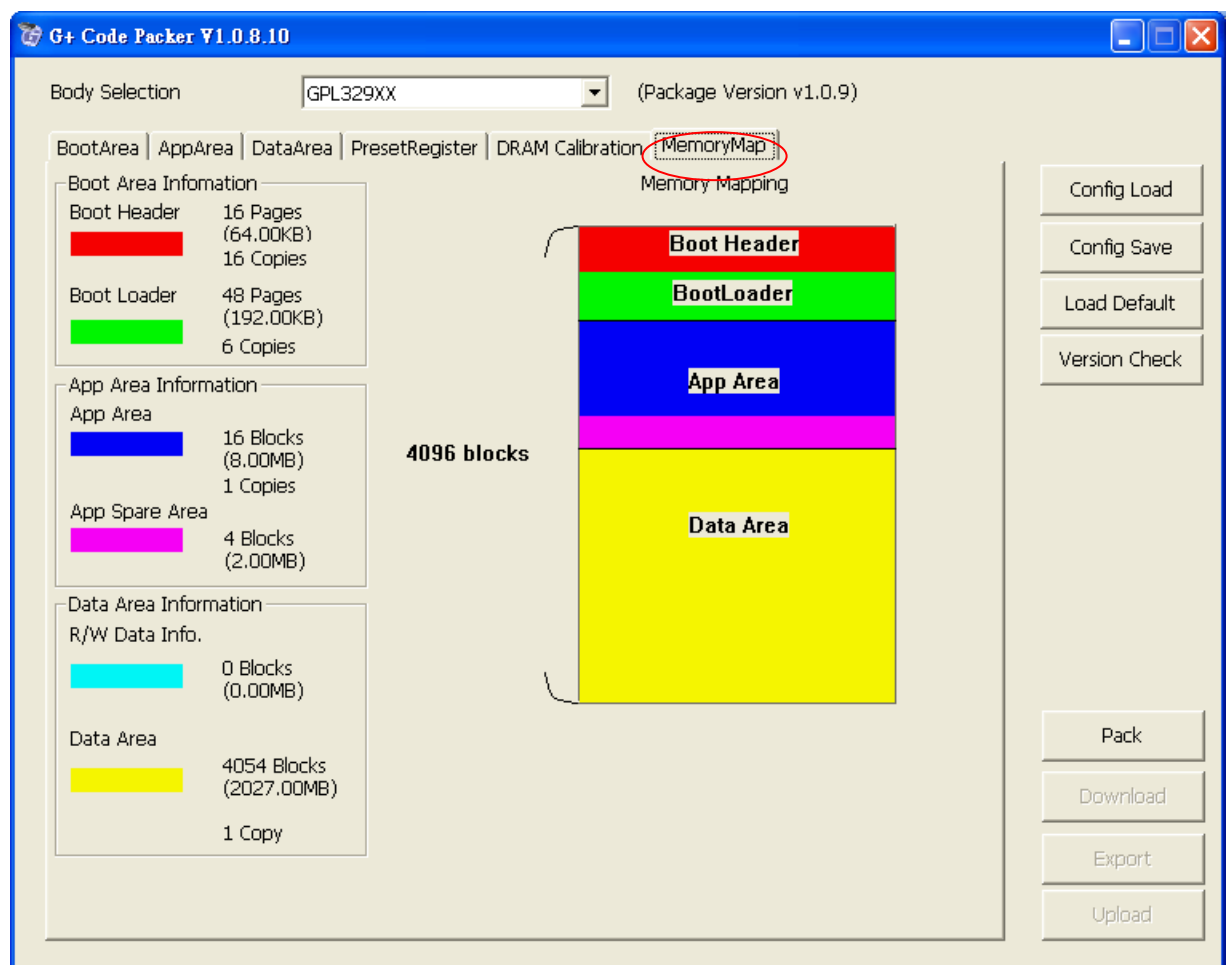 G+ Code Packer V1.0.8.10
Body Selection
GPL329XX
(Package Version v1.0.9)
BootArea
AppArea
DataArea
PresetRegister
DRAM Calibration
MemoryMap
Boot Area Infomation
Boot Header
16 Pages
(64.00KB)
16 Copies
Boot Loader
48 Pages
(192.00KB)
6 Copies
App Area Information
App Area
16 Blocks
(8.00MB)
1 Copies
App Spare Area
4 Blocks
(2.00MB)
Data Area Information
R/W Data Info.
0 Blocks
(0.00MB)
Data Area
4054 Blocks
(2027.00MB)
1 Copy
Memory Mapping
4096 blocks
Boot Header
BootLoader
App Area
Data Area
Config Load
Config Save
Load Default
Version Check
Pack
Download
Export
Upload